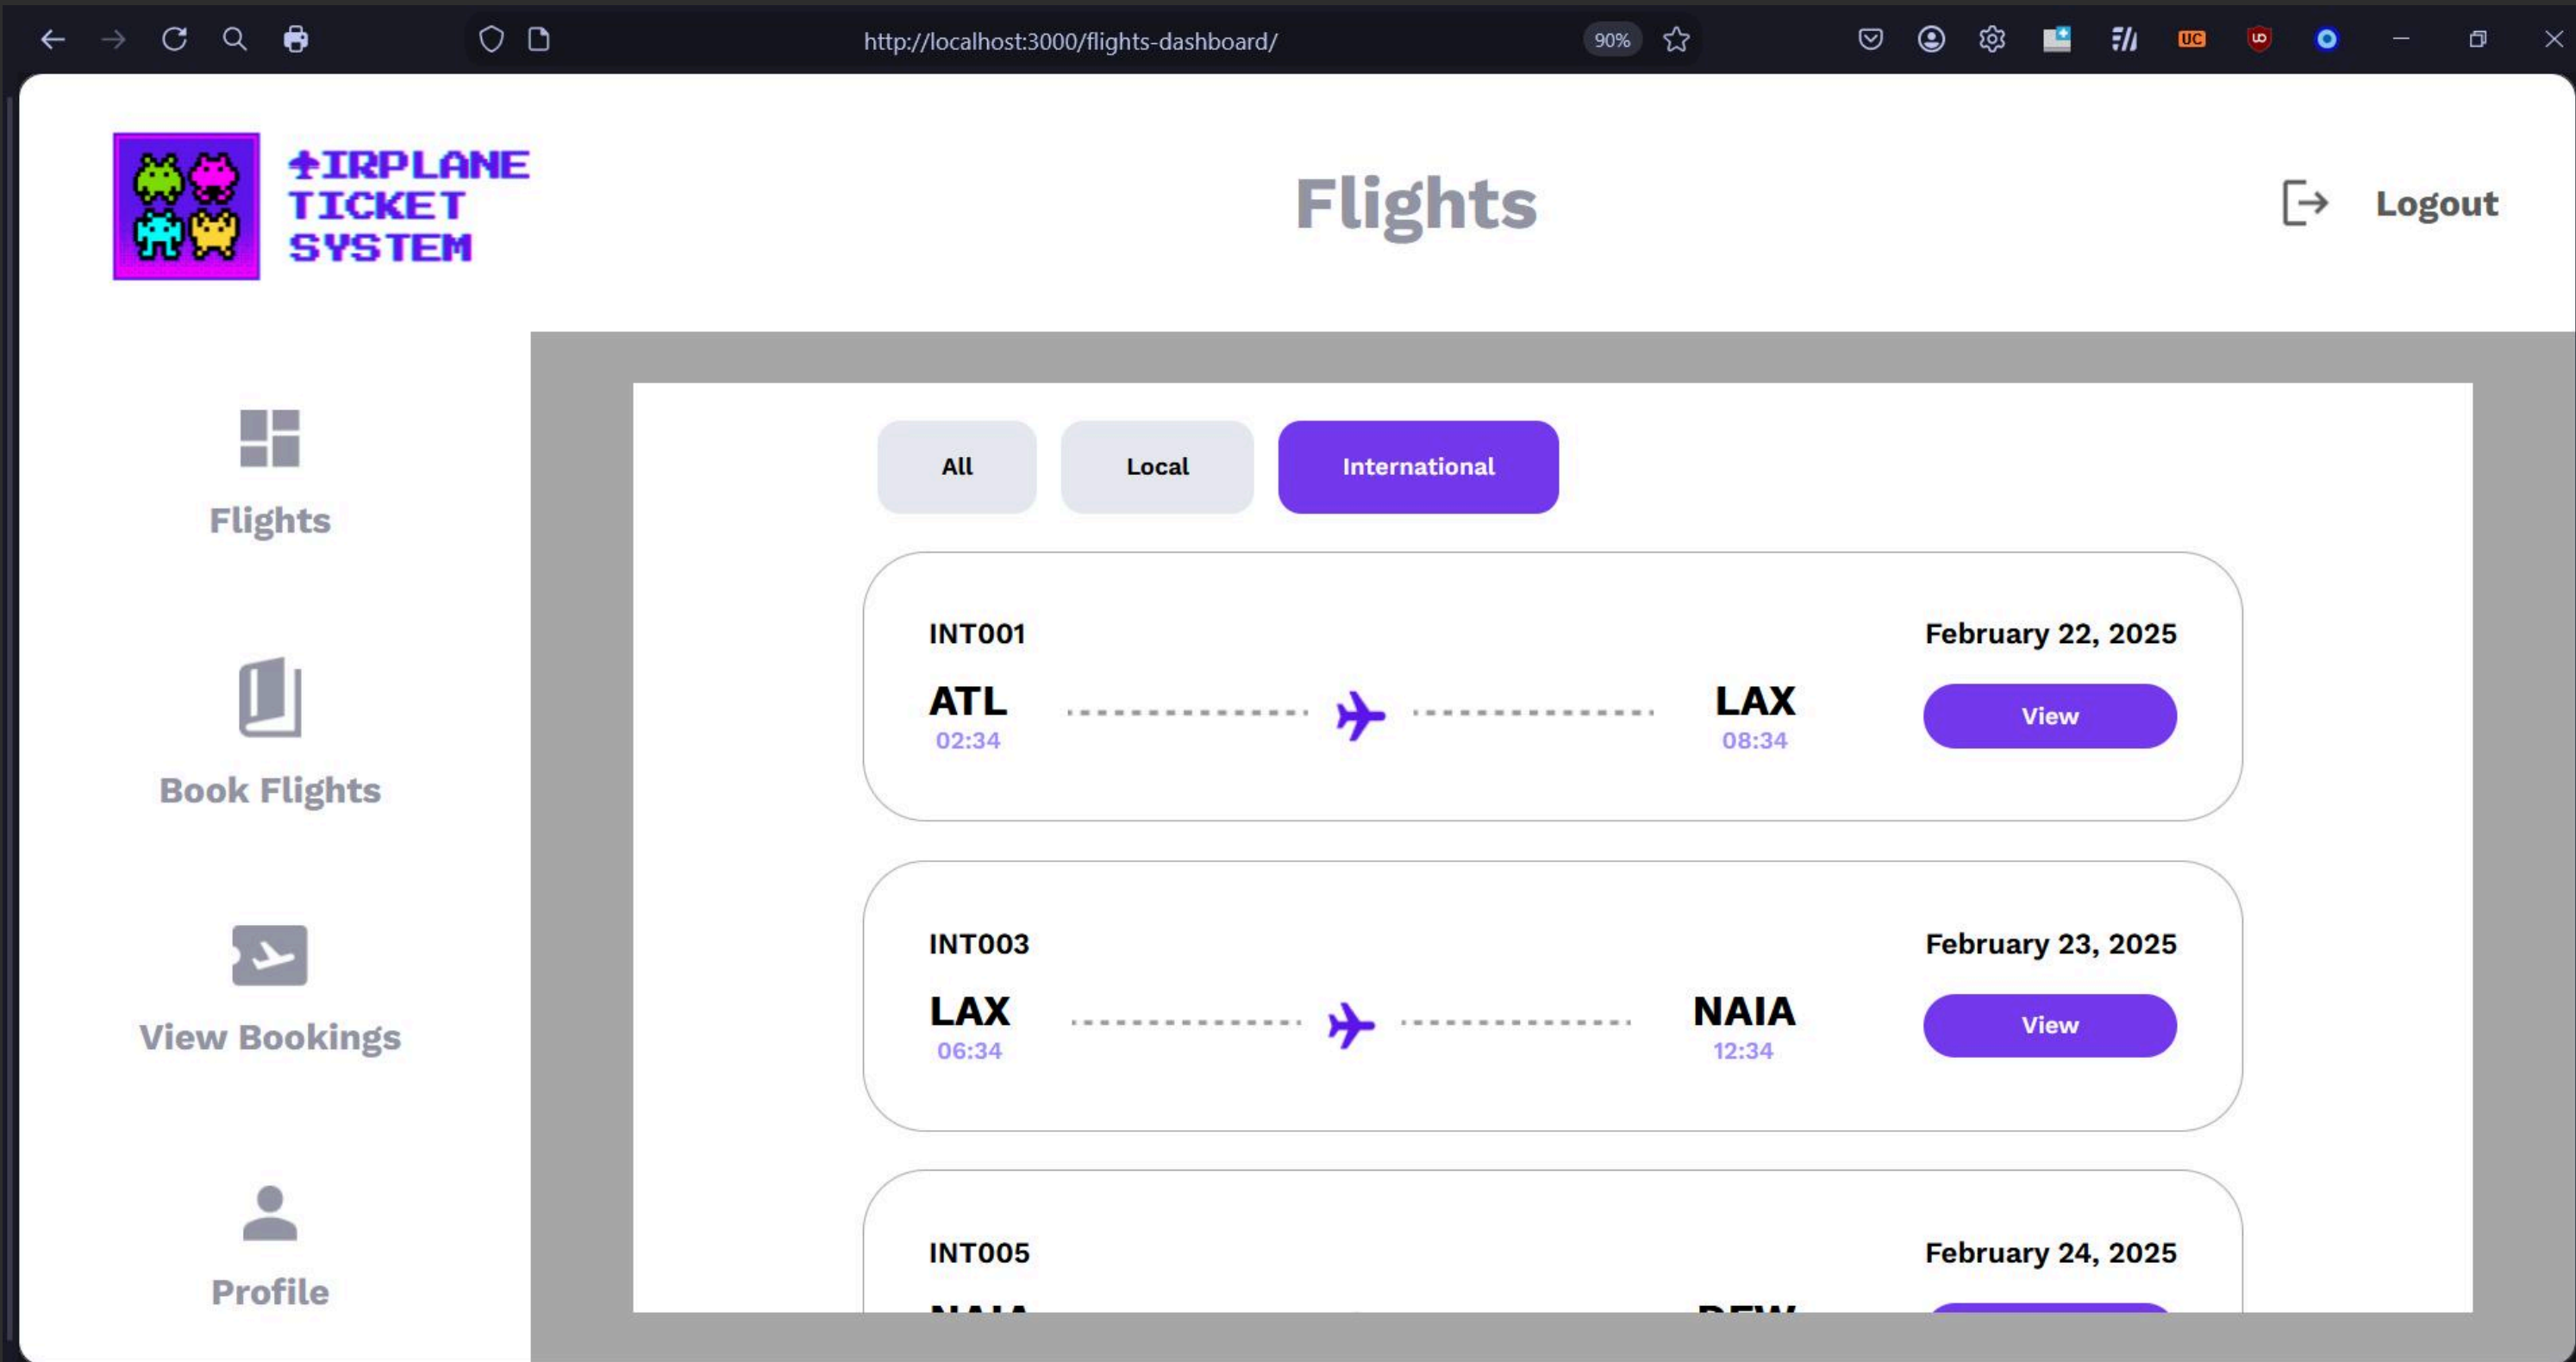 http://localhost:3000/flights-dashboard/
90%
UC
AIRPLANE
TICKET
SYSTEM
Flights
Logout
Flights
Book Flights
View Bookings
Profile
All
Local
International
INT001
February 22, 2025
ATL
LAX
View
02:34
08:34
INT003
February 23, 2025
LAX
NAIA
View
06:34
12:34
INT005
February 24, 2025